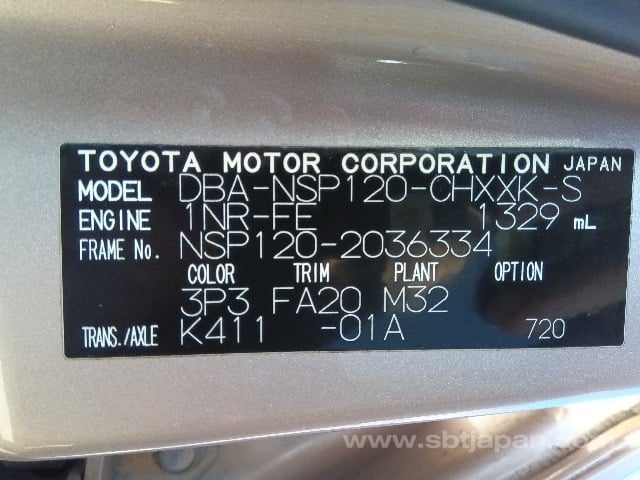 TOYOTA MOTOR CORPORATION JAPAN
MODEL DBA-NSP120-CHXXK-S
ENGINE 1NR-FE 1329 mL
FRAME No. NSP120-2036334
COLOR TRIM PLANT OPTION
3P3 FA20 M32
TRANS./AXLE K411 -01A 720
www.sbtjapan.com